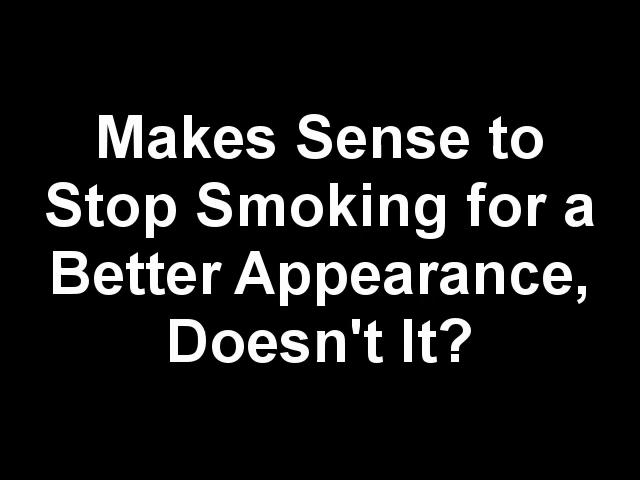 Makes Sense to
Stop Smoking for a
Better Appearance,
Doesn't It?